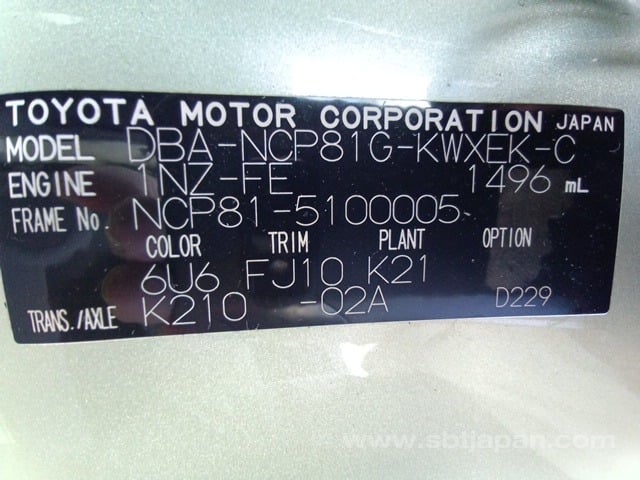 TOYOTA MOTOR CORPORATION JAPAN
MODEL DBA-NCP81G-KWXEK-C
ENGINE 1NZ-FE 1496 mL
FRAME No. NCP81-5100005
COLOR TRIM PLANT OPTION
6U6 FJ10 K21
TRANS./AXLE K210 -02A D229
www.sbtjapan.com